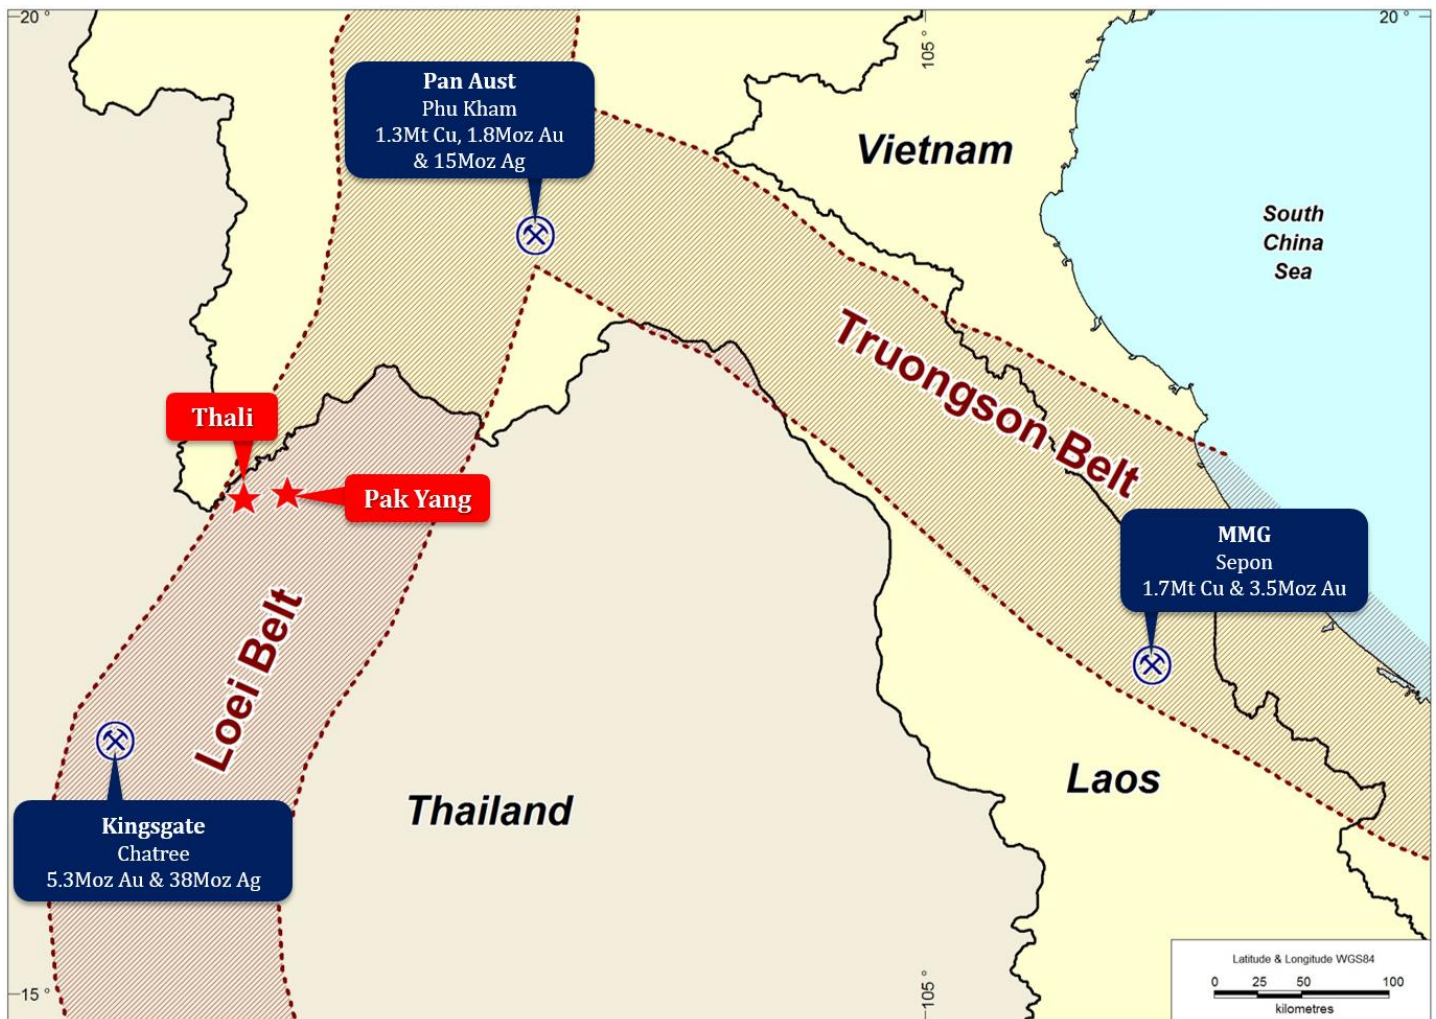 20 °
105 °
20 °
Pan Aust
Phu Kham
1.3Mt Cu, 1.8Moz Au
& 15Moz Ag
Vietnam
South
China
Sea
Truongson Belt
Thali
Pak Yang
MMG
Sepon
1.7Mt Cu & 3.5Moz Au
Loei Belt
Laos
Thailand
Kingsgate
Chatree
5.3Moz Au & 38Moz Ag
15 °
105 °
Latitude & Longitude WGS84
0 25 50 100
kilometres